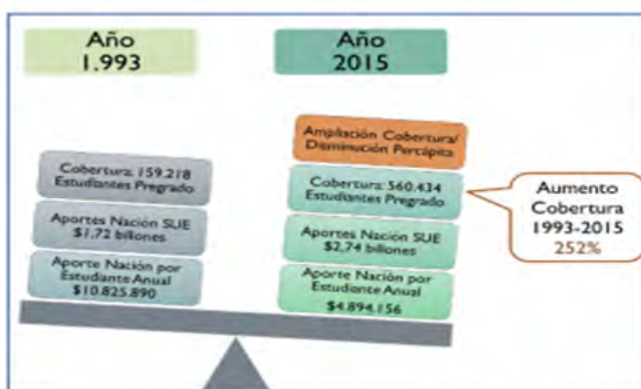 Año
1.993
Cobertura: 159.218
Estudiantes Pregrado
Aportes Nación SUE
$1,72 billones
Aporte Nación por
Estudiante Anual
$10.825.890
Año
2015
Ampliación Cobertura/
Disminución Percápita
Cobertura: 560.434
Estudiantes Pregrado
Aportes Nación SUE
$2,74 billones
Aporte Nación por
Estudiante Anual
$4.894.156
Aumento
Cobertura
1993-2015
252%